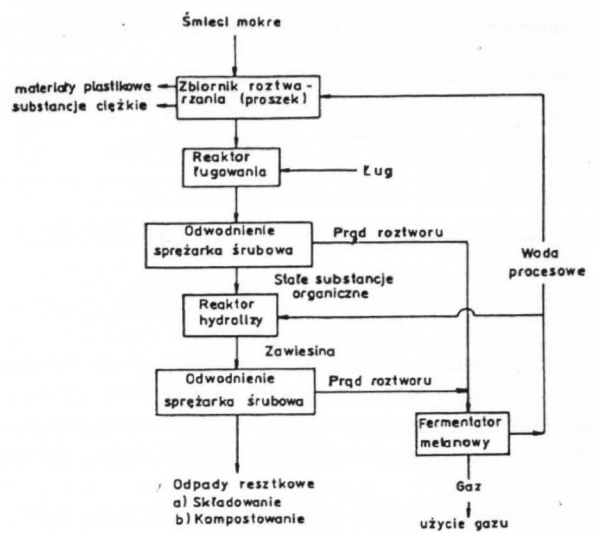 Śmieci mokre
materiały plastikowe
substancje ciężkie
Zbiornik roztwa-
rzania (proszek)
Reaktor
ługowania
Ług
Odwodnienie
sprężarka śrubowa
Prąd roztworu
Woda
procesowe
Stałe substancje
organiczne
Reaktor
hydrolizy
Zawiesina
Odwodnienie
sprężarka śrubowa
Prąd roztworu
Fermentator
metanowy
Odpady resztkowe
a) Składowanie
b) Kompostowanie
Gaz
użycie gazu